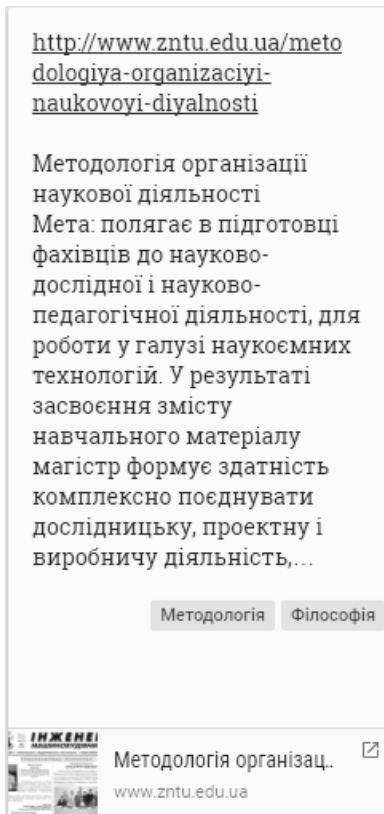 http://www.zntu.edu.ua/meto
dologiya-organizaciyi-
naukovoyi-diyalnosti
Методологія організації
наукової діяльності
Мета: полягає в підготовці
фахівців до науково-
дослідної і науково-
педагогічної діяльності, для
роботи у галузі наукоємних
технологій. У результаті
засвоєння змісту
навчального матеріалу
магістр формує здатність
комплексно поєднувати
дослідницьку, проектну і
виробничу діяльність,…
Методологія Філософія
ІНЖЕНЕ
Методологія організац..
www.zntu.edu.ua